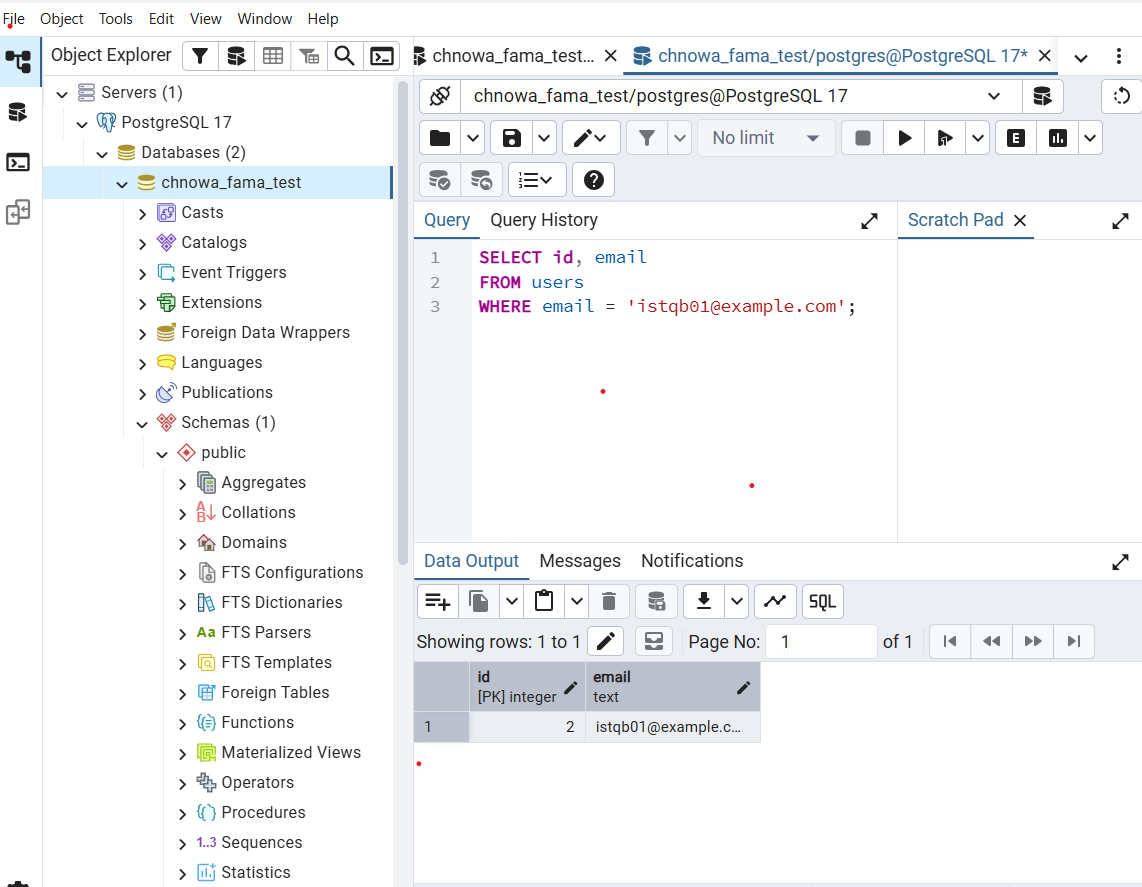 File Object Tools Edit View Window Help
Object Explorer
chnowa_fama_test...
chnowa_fama_test/postgres@PostgreSQL 17*
Servers (1)
PostgreSQL 17
Databases (2)
chnowa_fama_test
Casts
Catalogs
Event Triggers
Extensions
Foreign Data Wrappers
Languages
Publications
Schemas (1)
public
Aggregates
Collations
Domains
FTS Configurations
FTS Dictionaries
Aa FTS Parsers
FTS Templates
Foreign Tables
Functions
Materialized Views
Operators
Procedures
1..3 Sequences
Statistics
chnowa_fama_test/postgres@PostgreSQL 17
No limit
E
Query Query History
Scratch Pad
1 SELECT id, email
2 FROM users
3 WHERE email = 'istqb01@example.com';
Data Output Messages Notifications
SQL
Showing rows: 1 to 1
Page No: 1 of 1
id
[PK] integer
email
text
1 2 istqb01@example.c...